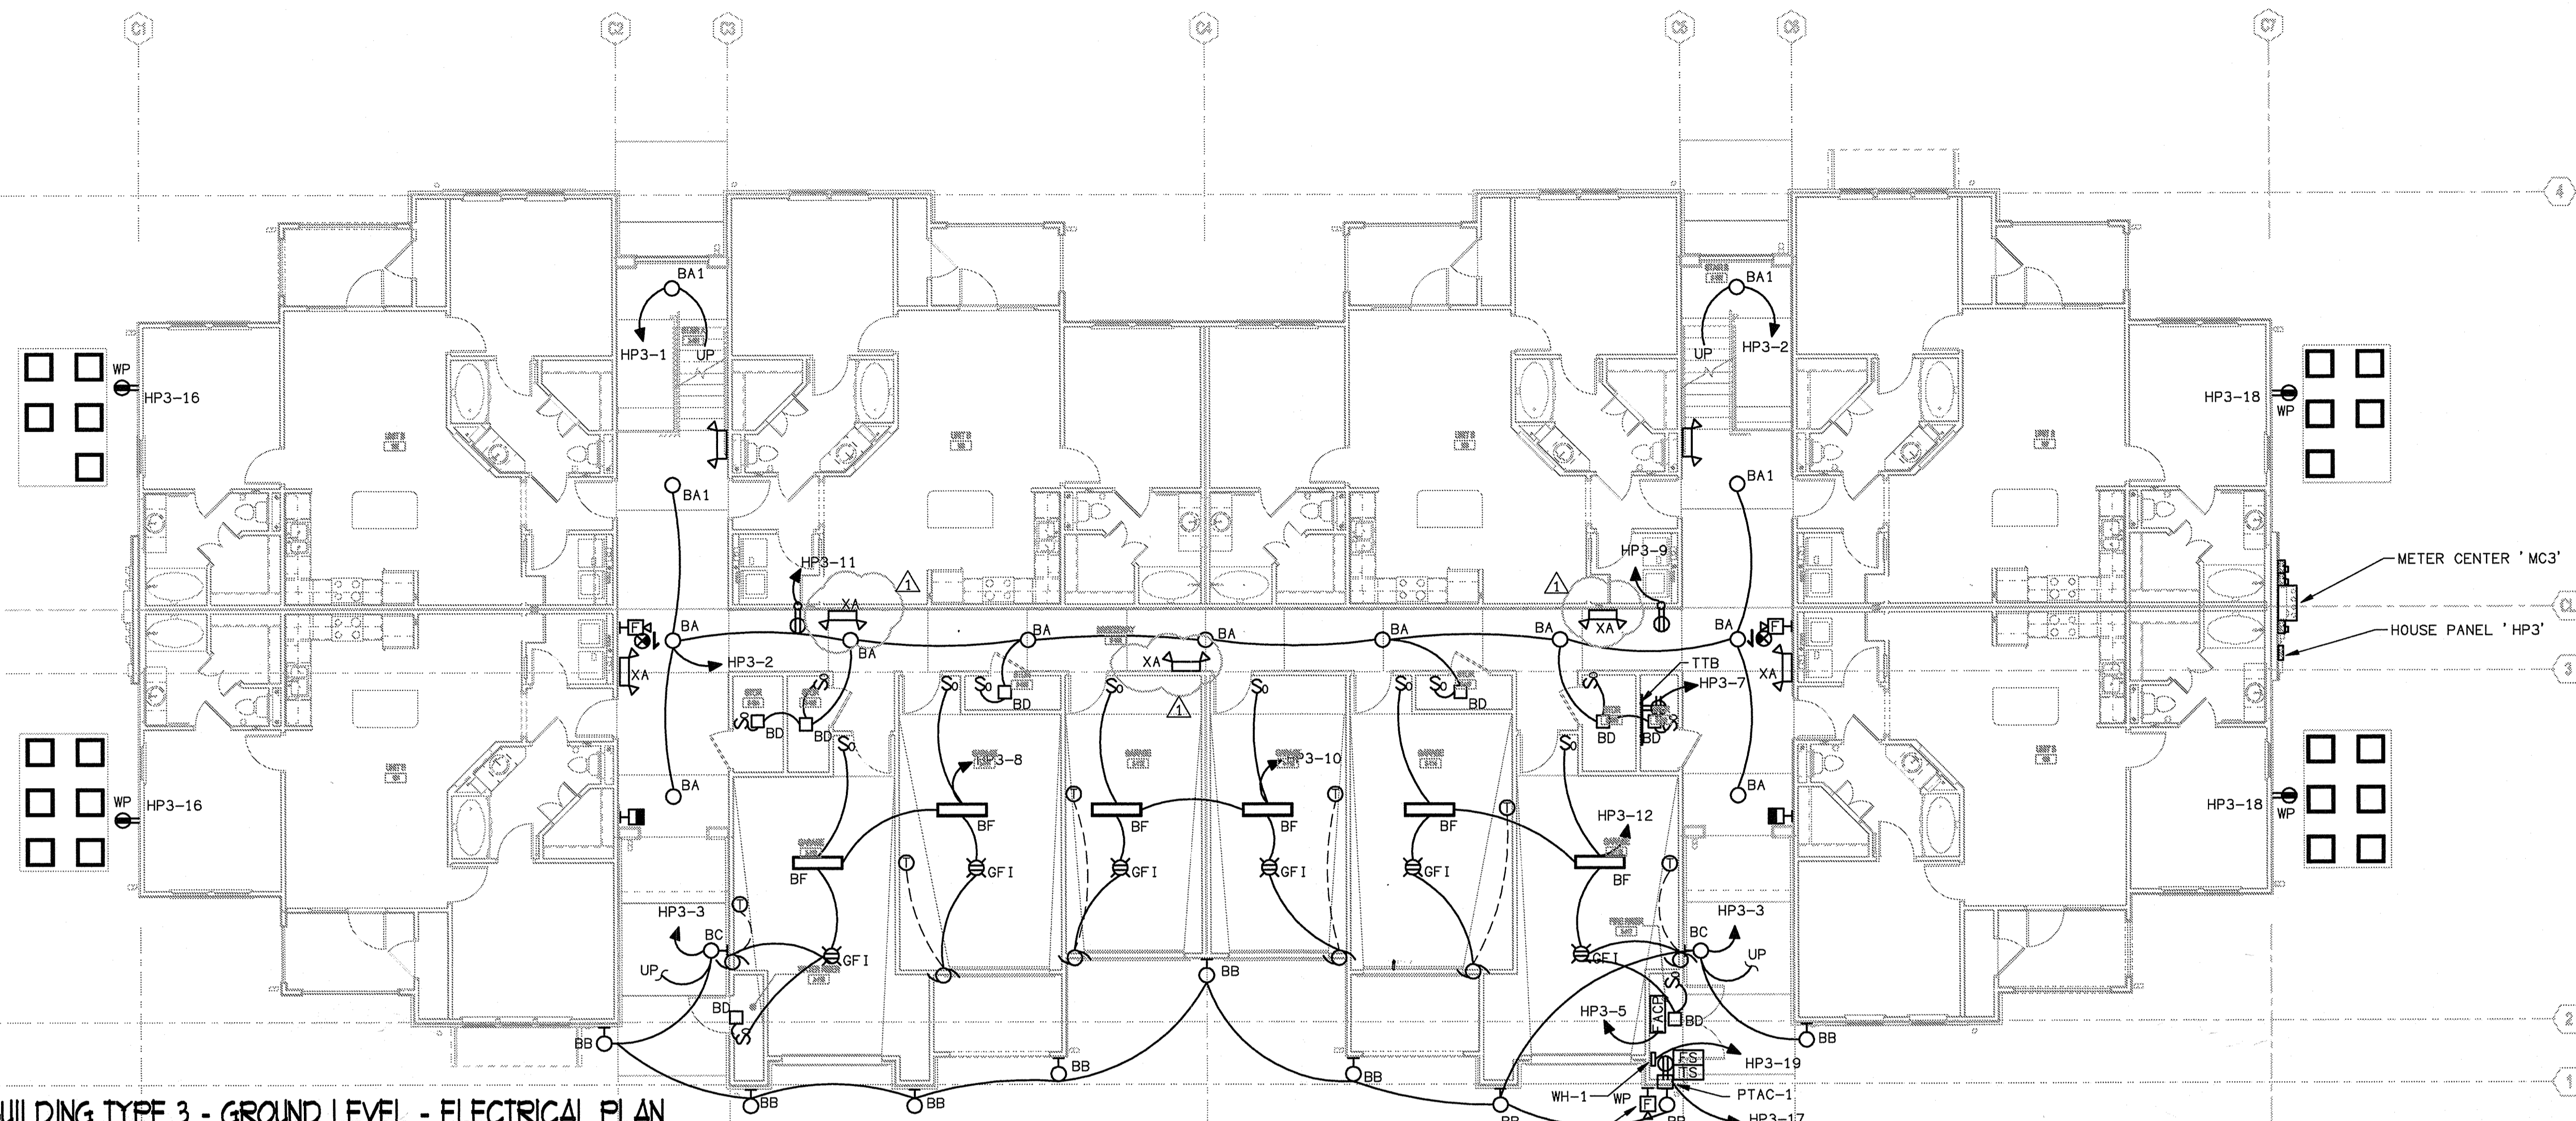 C1
C2
C3
C4
C5
C6
C7
4
BA1
BA1
HP3-1
UP
UP
HP3-2
WP
HP3-16
HP3-18
WP
BA1
BA1
HP3-11
1
1
HP3-9
METER CENTER 'MC3'
CL
XA
XA
HOUSE PANEL 'HP3'
F
BA
BA
BA
BA
BA
BA
BA
F
HP3-2
XA
XA
TTB
XA
3
HP3-7
BD
BD
BD
BD
BD
BD
1
HP3-8
HP3-10
BA
WP
HP3-16
HP3-18
WP
BF
BF
BF
BF
HP3-12
GFI
GFI
GFI
GFI
BF
BF
T
T
T
T
T
T
HP3-3
HP3-3
BC
BC
UP
UP
GFI
GFI
BB
BD
HP3-5
FACP
BD
2
BB
BB
BB
BB
FS
TS
HP3-19
1
WH-1
WP
PTAC-1
BB
BB
F
BB
BB
HP3-17
BUILDING TYPE 3 - GROUND LEVEL - ELECTRICAL PLAN